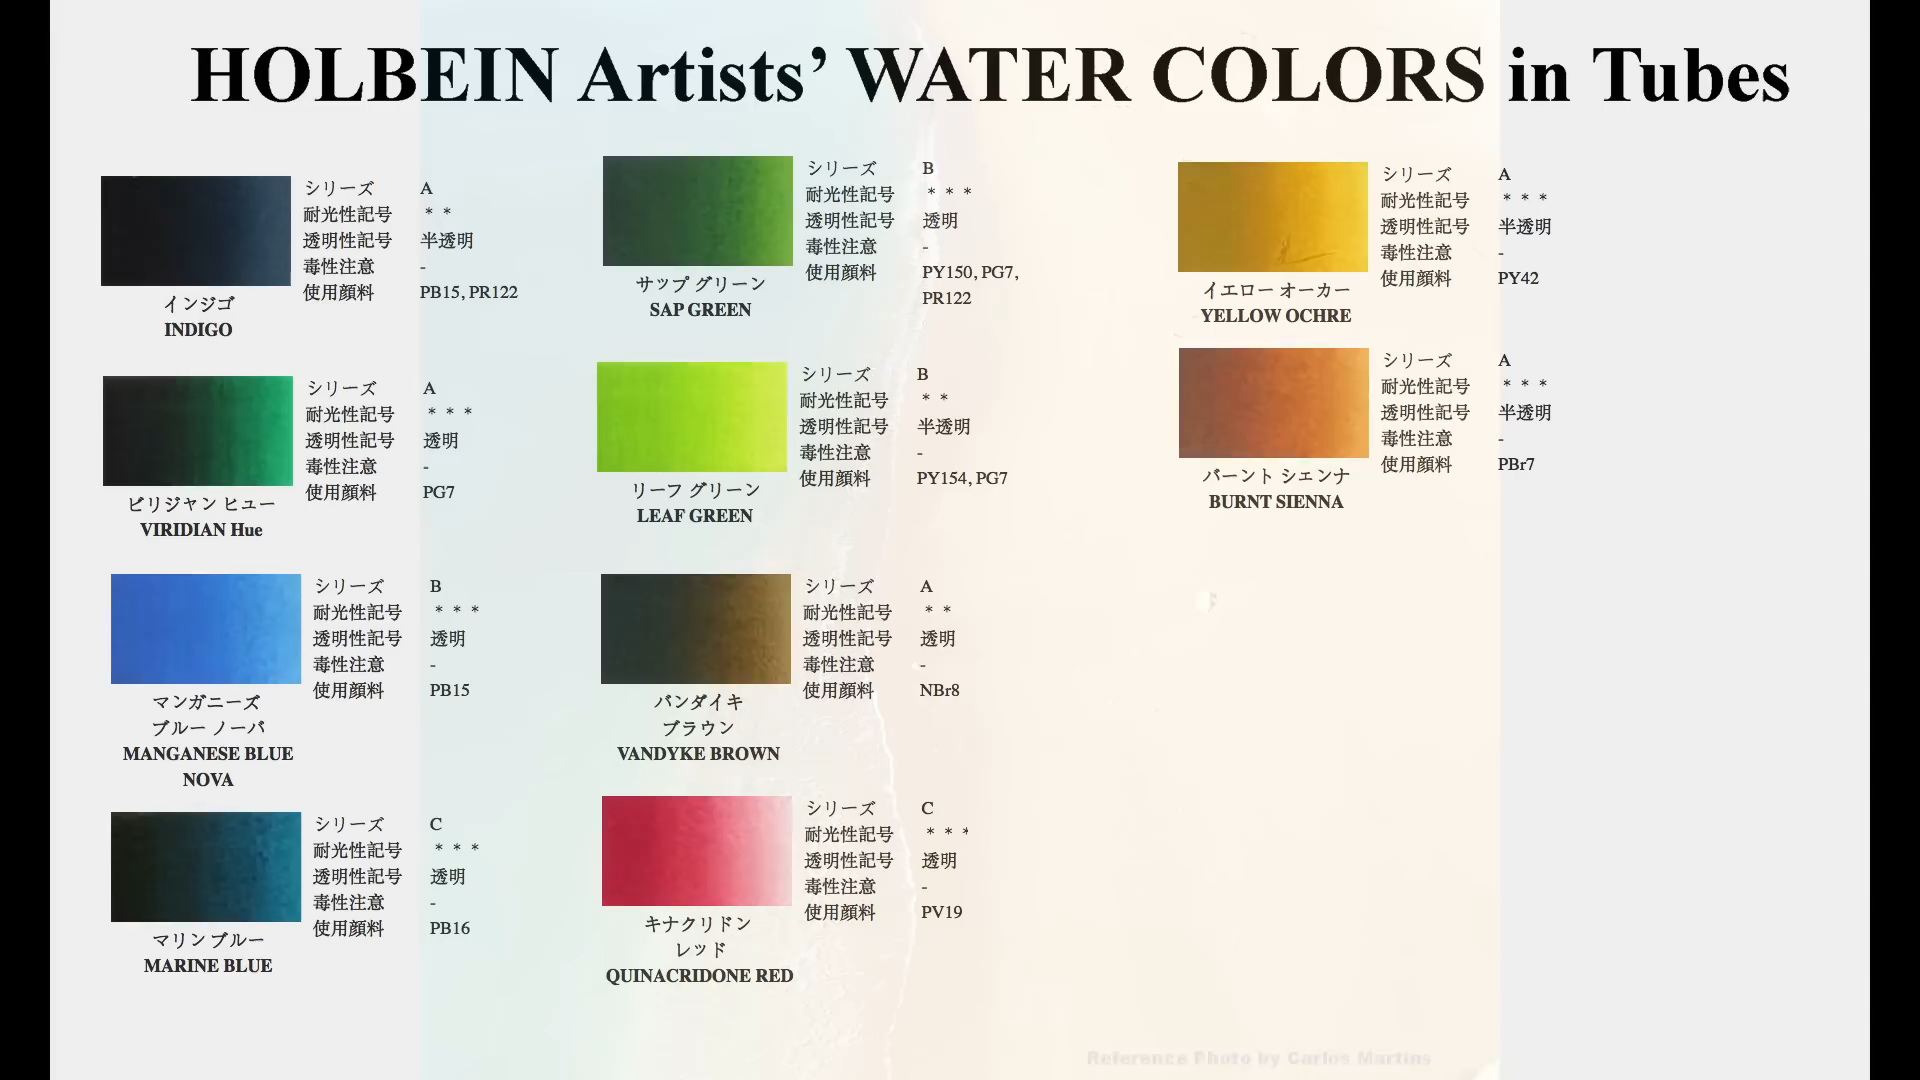 HOLBEIN Artists’ WATER COLORS in Tubes
シリーズ A
耐光性記号 * *
透明性記号 半透明
毒性注意 -
使用顔料 PB15, PR122
インジゴ
INDIGO
シリーズ A
耐光性記号 * * *
透明性記号 透明
毒性注意 -
使用顔料 PG7
ビリジャン ヒュー
VIRIDIAN Hue
シリーズ B
耐光性記号 * * *
透明性記号 透明
毒性注意 -
使用顔料 PB15
マンガニーズ
ブルー ノーバ
MANGANESE BLUE
NOVA
シリーズ C
耐光性記号 * * *
透明性記号 透明
毒性注意 -
使用顔料 PB16
マリン ブルー
MARINE BLUE
シリーズ B
耐光性記号 * * *
透明性記号 透明
毒性注意 -
使用顔料 PY150, PG7,
PR122
サップ グリーン
SAP GREEN
シリーズ B
耐光性記号 * *
透明性記号 半透明
毒性注意 -
使用顔料 PY154, PG7
リーフ グリーン
LEAF GREEN
シリーズ A
耐光性記号 * *
透明性記号 透明
毒性注意 -
使用顔料 NBr8
バンダイキ
ブラウン
VANDYKE BROWN
シリーズ C
耐光性記号 * * *
透明性記号 透明
毒性注意 -
使用顔料 PV19
キナクリドン
レッド
QUINACRIDONE RED
シリーズ A
耐光性記号 * * *
透明性記号 半透明
毒性注意 -
使用顔料 PY42
イエロー オーカー
YELLOW OCHRE
シリーズ A
耐光性記号 * * *
透明性記号 半透明
毒性注意 -
使用顔料 PBr7
バーント シェンナ
BURNT SIENNA
Reference Photo by Carlos Martins